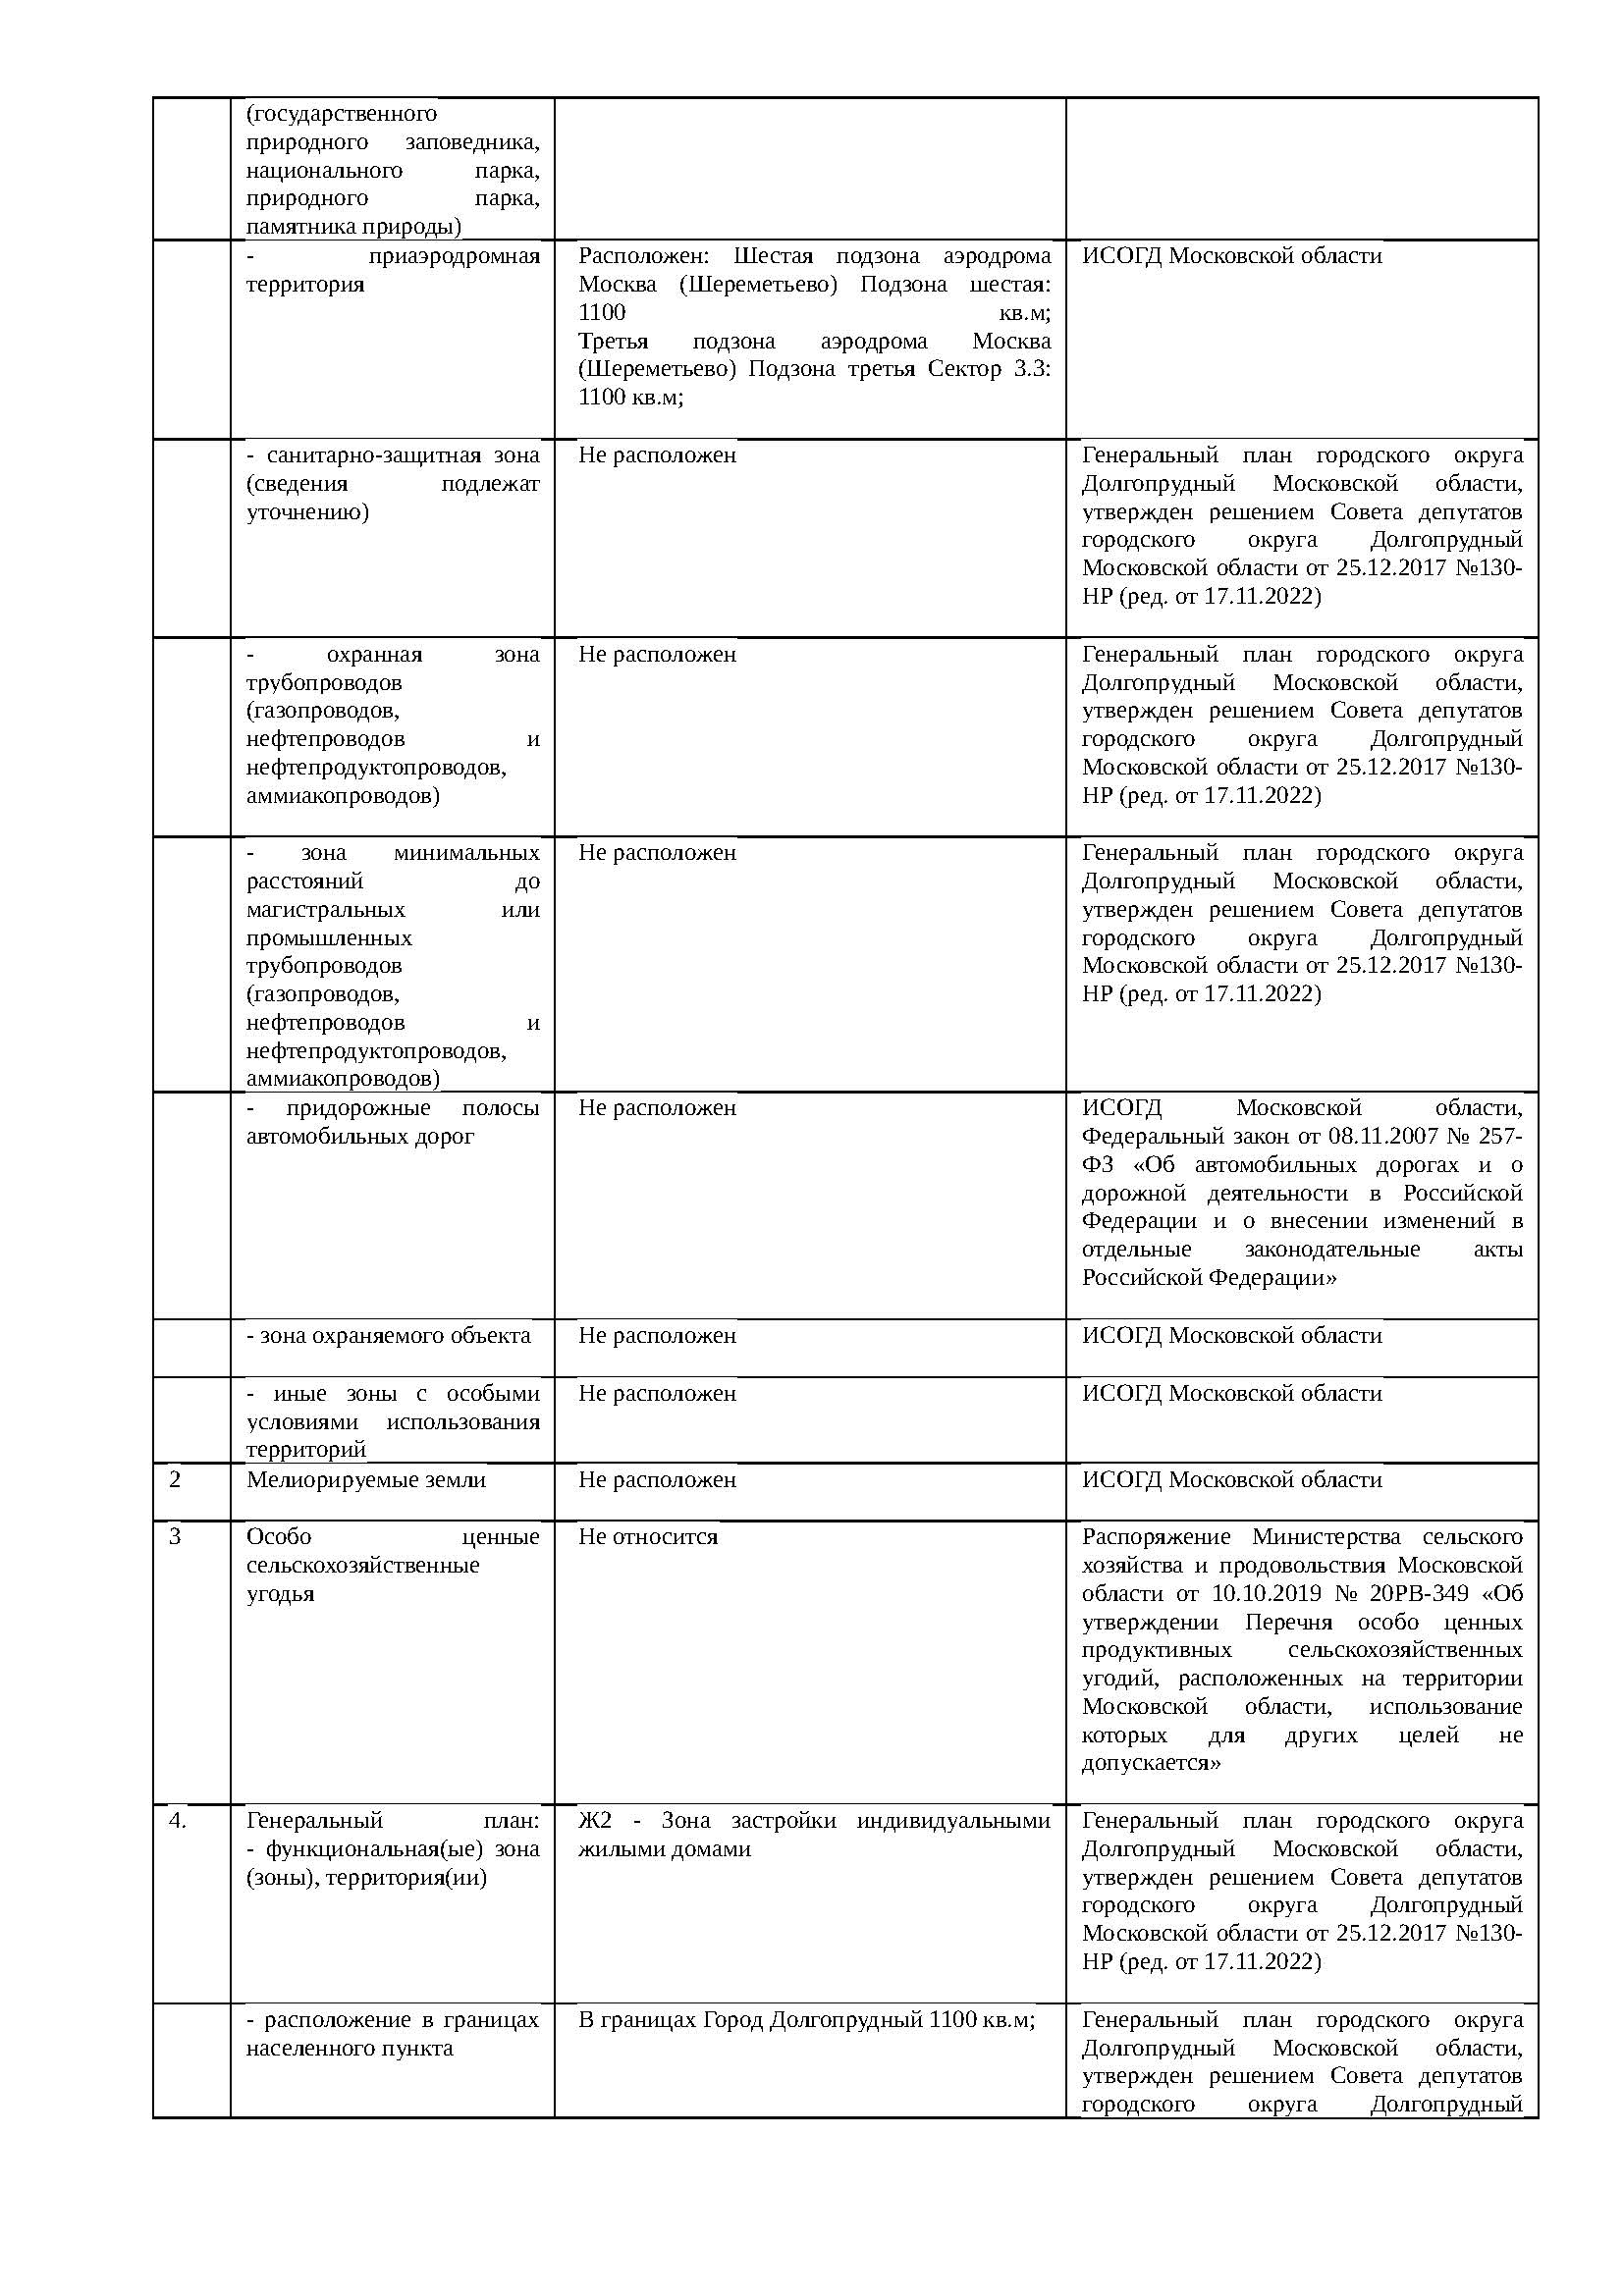 (государственного
природного заповедника,
национального парка,
природного парка,
памятника природы)
- приаэродромная
территория
Расположен: Шестая подзона аэродрома
Москва (Шереметьево) Подзона шестая:
1100 кв.м;
Третья подзона аэродрома Москва
(Шереметьево) Подзона третья Сектор 3.3:
1100 кв.м;
ИСОГД Московской области
- санитарно-защитная зона
(сведения подлежат
уточнению)
Не расположен
Генеральный план городского округа
Долгопрудный Московской области,
утвержден решением Совета депутатов
городского округа Долгопрудный
Московской области от 25.12.2017 №130-
НР (ред. от 17.11.2022)
- охранная зона
трубопроводов
(газопроводов,
нефтепроводов и
нефтепродуктопроводов,
аммиакопроводов)
Не расположен
Генеральный план городского округа
Долгопрудный Московской области,
утвержден решением Совета депутатов
городского округа Долгопрудный
Московской области от 25.12.2017 №130-
НР (ред. от 17.11.2022)
- зона минимальных
расстояний до
магистральных или
промышленных
трубопроводов
(газопроводов,
нефтепроводов и
нефтепродуктопроводов,
аммиакопроводов)
Не расположен
Генеральный план городского округа
Долгопрудный Московской области,
утвержден решением Совета депутатов
городского округа Долгопрудный
Московской области от 25.12.2017 №130-
НР (ред. от 17.11.2022)
- придорожные полосы
автомобильных дорог
Не расположен
ИСОГД Московской области,
Федеральный закон от 08.11.2007 № 257-
ФЗ «Об автомобильных дорогах и о
дорожной деятельности в Российской
Федерации и о внесении изменений в
отдельные законодательные акты
Российской Федерации»
- зона охраняемого объекта
Не расположен
ИСОГД Московской области
- иные зоны с особыми
условиями использования
территорий
Не расположен
ИСОГД Московской области
2
Мелиорируемые земли
Не расположен
ИСОГД Московской области
3
Особо ценные
сельскохозяйственные
угодья
Не относится
Распоряжение Министерства сельского
хозяйства и продовольствия Московской
области от 10.10.2019 № 20РВ-349 «Об
утверждении Перечня особо ценных
продуктивных сельскохозяйственных
угодий, расположенных на территории
Московской области, использование
которых для других целей не
допускается»
4.
Генеральный план:
- функциональная(ые) зона
(зоны), территория(ии)
Ж2 - Зона застройки индивидуальными
жилыми домами
Генеральный план городского округа
Долгопрудный Московской области,
утвержден решением Совета депутатов
городского округа Долгопрудный
Московской области от 25.12.2017 №130-
НР (ред. от 17.11.2022)
- расположение в границах
населенного пункта
В границах Город Долгопрудный 1100 кв.м;
Генеральный план городского округа
Долгопрудный Московской области,
утвержден решением Совета депутатов
городского округа Долгопрудный